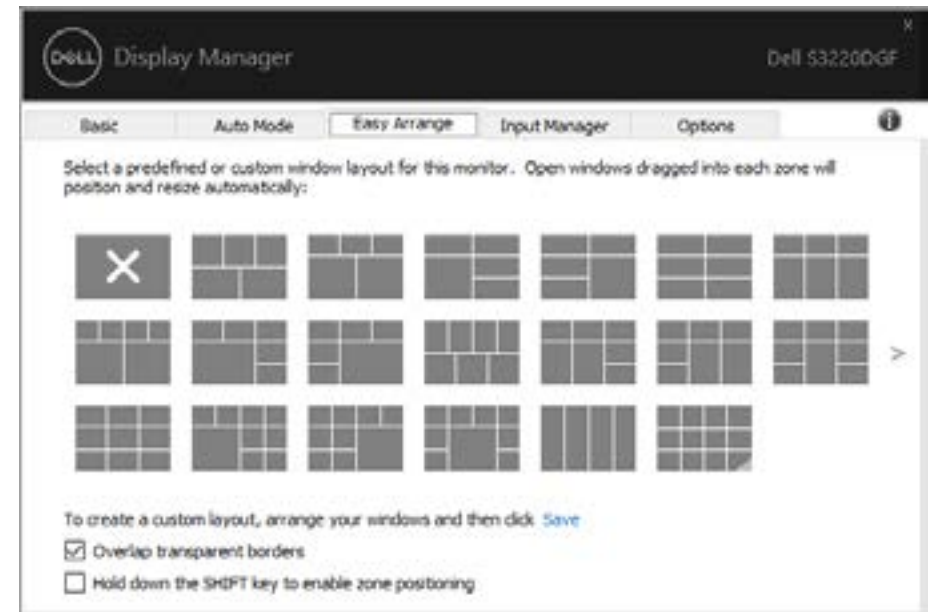 x
DELL Display Manager
Dell S3220DGF
Basic Auto Mode Easy Arrange Input Manager Options
Select a predefined or custom window layout for this monitor. Open windows dragged into each zone will
position and resize automatically:
>
To create a custom layout, arrange your windows and then click Save
Overlap transparent borders
Hold down the SHIFT key to enable zone positioning